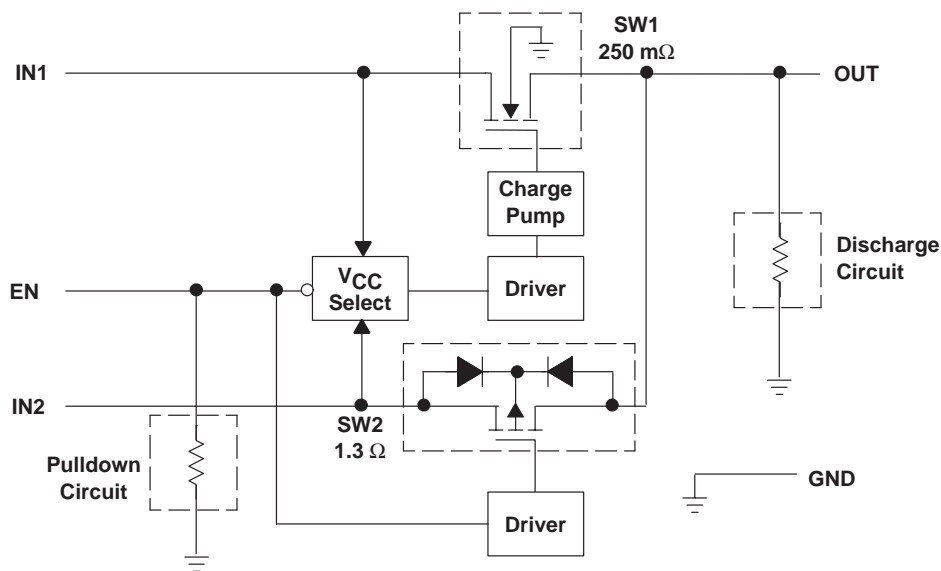 SW1
250 mΩ
IN1
OUT
Charge
Pump
Discharge
Circuit
VCC
Select
EN
Driver
IN2
SW2
1.3 Ω
Pulldown
Circuit
GND
Driver